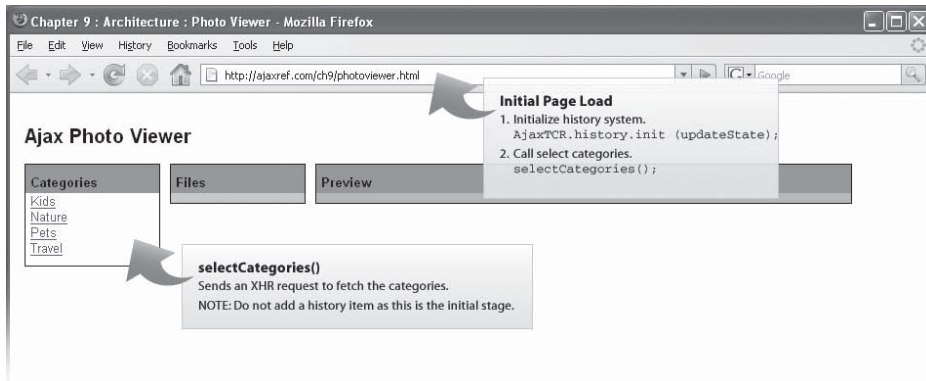 Chapter 9 : Architecture : Photo Viewer - Mozilla Firefox
File Edit View History Bookmarks Tools Help
http://ajaxref.com/ch9/photoviewer.html
Google
Initial Page Load
1. Initialize history system.
AjaxTCR.history.init (updateState);
2. Call select categories.
selectCategories();
Ajax Photo Viewer
Categories
Files
Preview
Kids
Nature
Pets
Travel
selectCategories()
Sends an XHR request to fetch the categories.
NOTE: Do not add a history item as this is the initial stage.